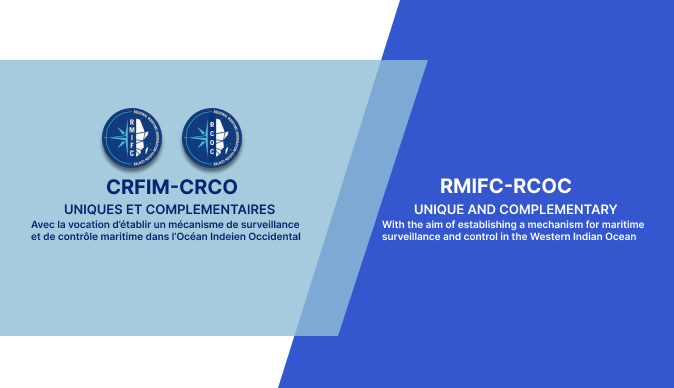 RMIFC
RCOC
CRFIM-CRCO
UNIQUES ET COMPLEMENTAIRES
Avec la vocation d'établir un mécanisme de surveillance
et de contrôle maritime dans l'Océan Indeien Occidental
RMIFC-RCOC
UNIQUE AND COMPLEMENTARY
With the aim of establishing a mechanism for maritime
surveillance and control in the Western Indian Ocean